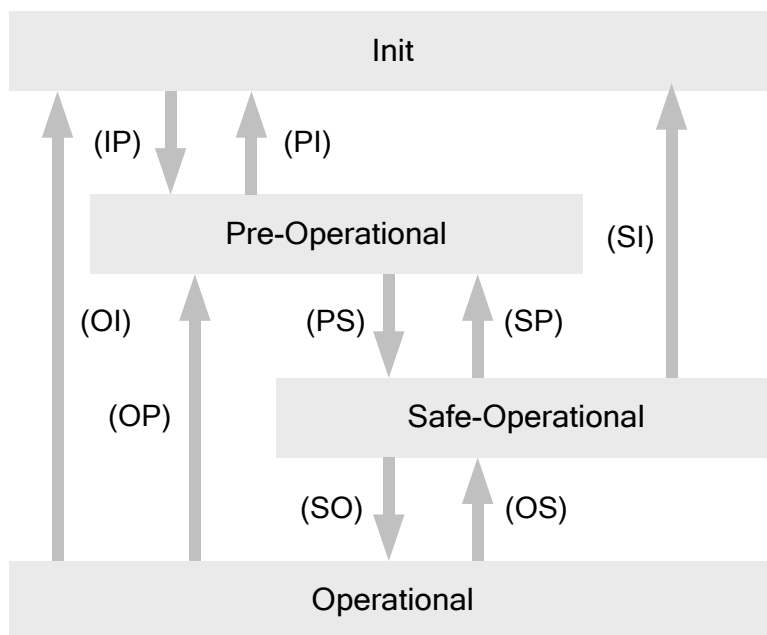 Init
(IP)
(PI)
Pre-Operational
(SI)
(OI)
(PS)
(SP)
(OP)
Safe-Operational
(SO)
(OS)
Operational